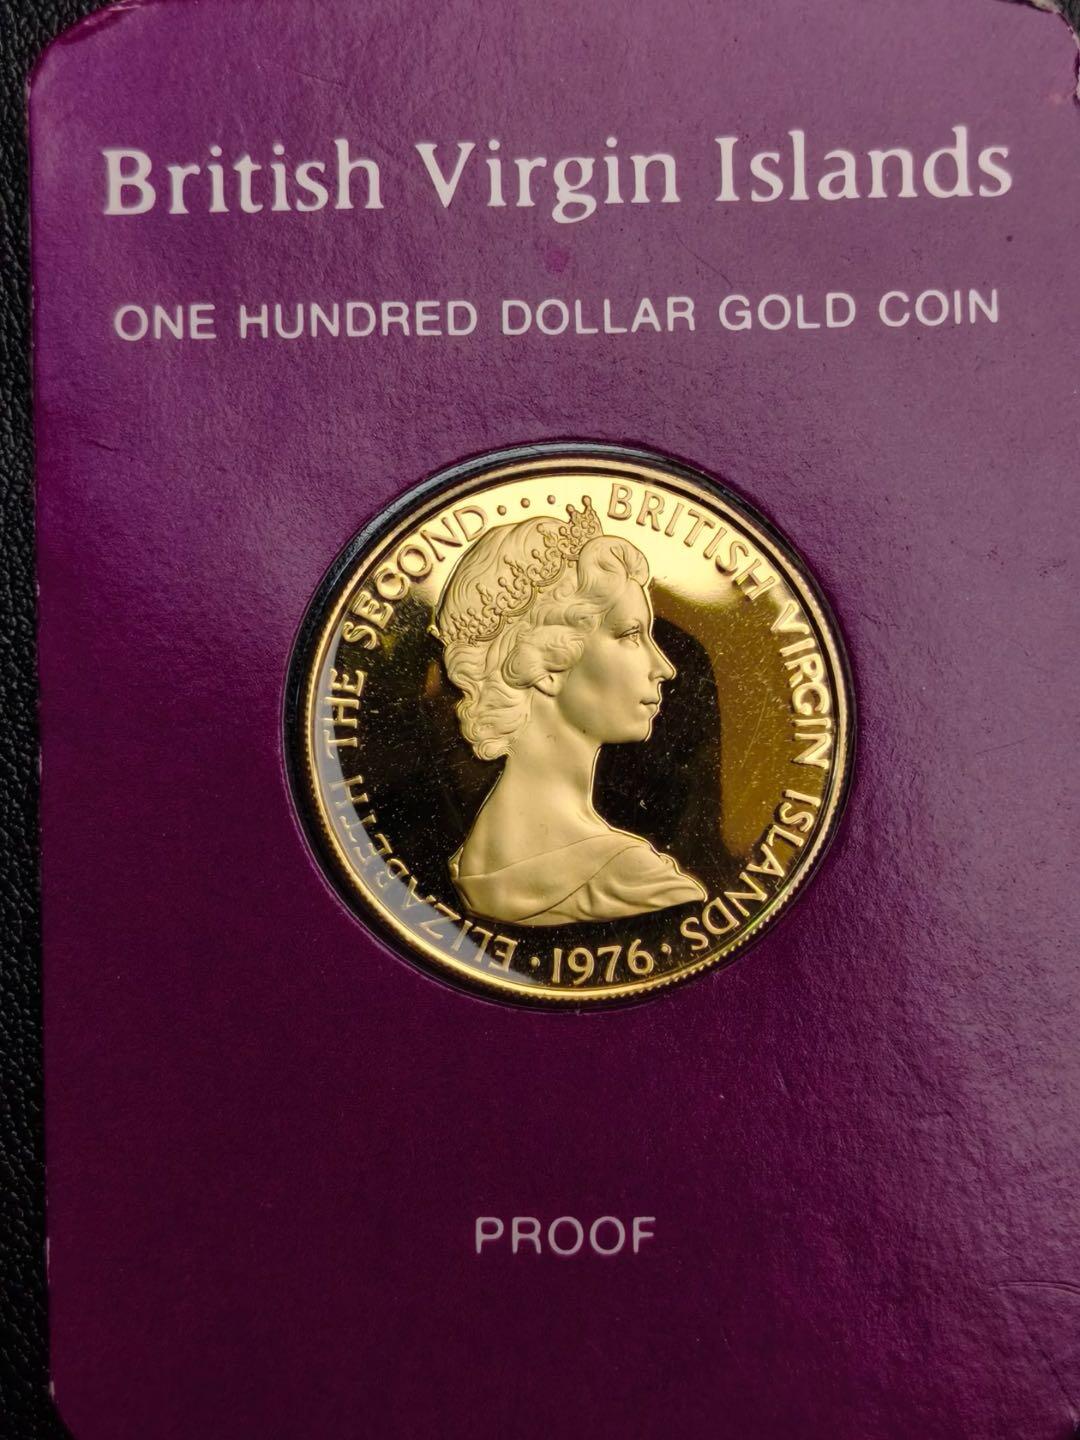 British Virgin Islands
ONE HUNDRED DOLLAR GOLD COIN
ELIZABETH THE SECOND... BRITISH VIRGIN ISLANDS
· 1976 ·
PROOF